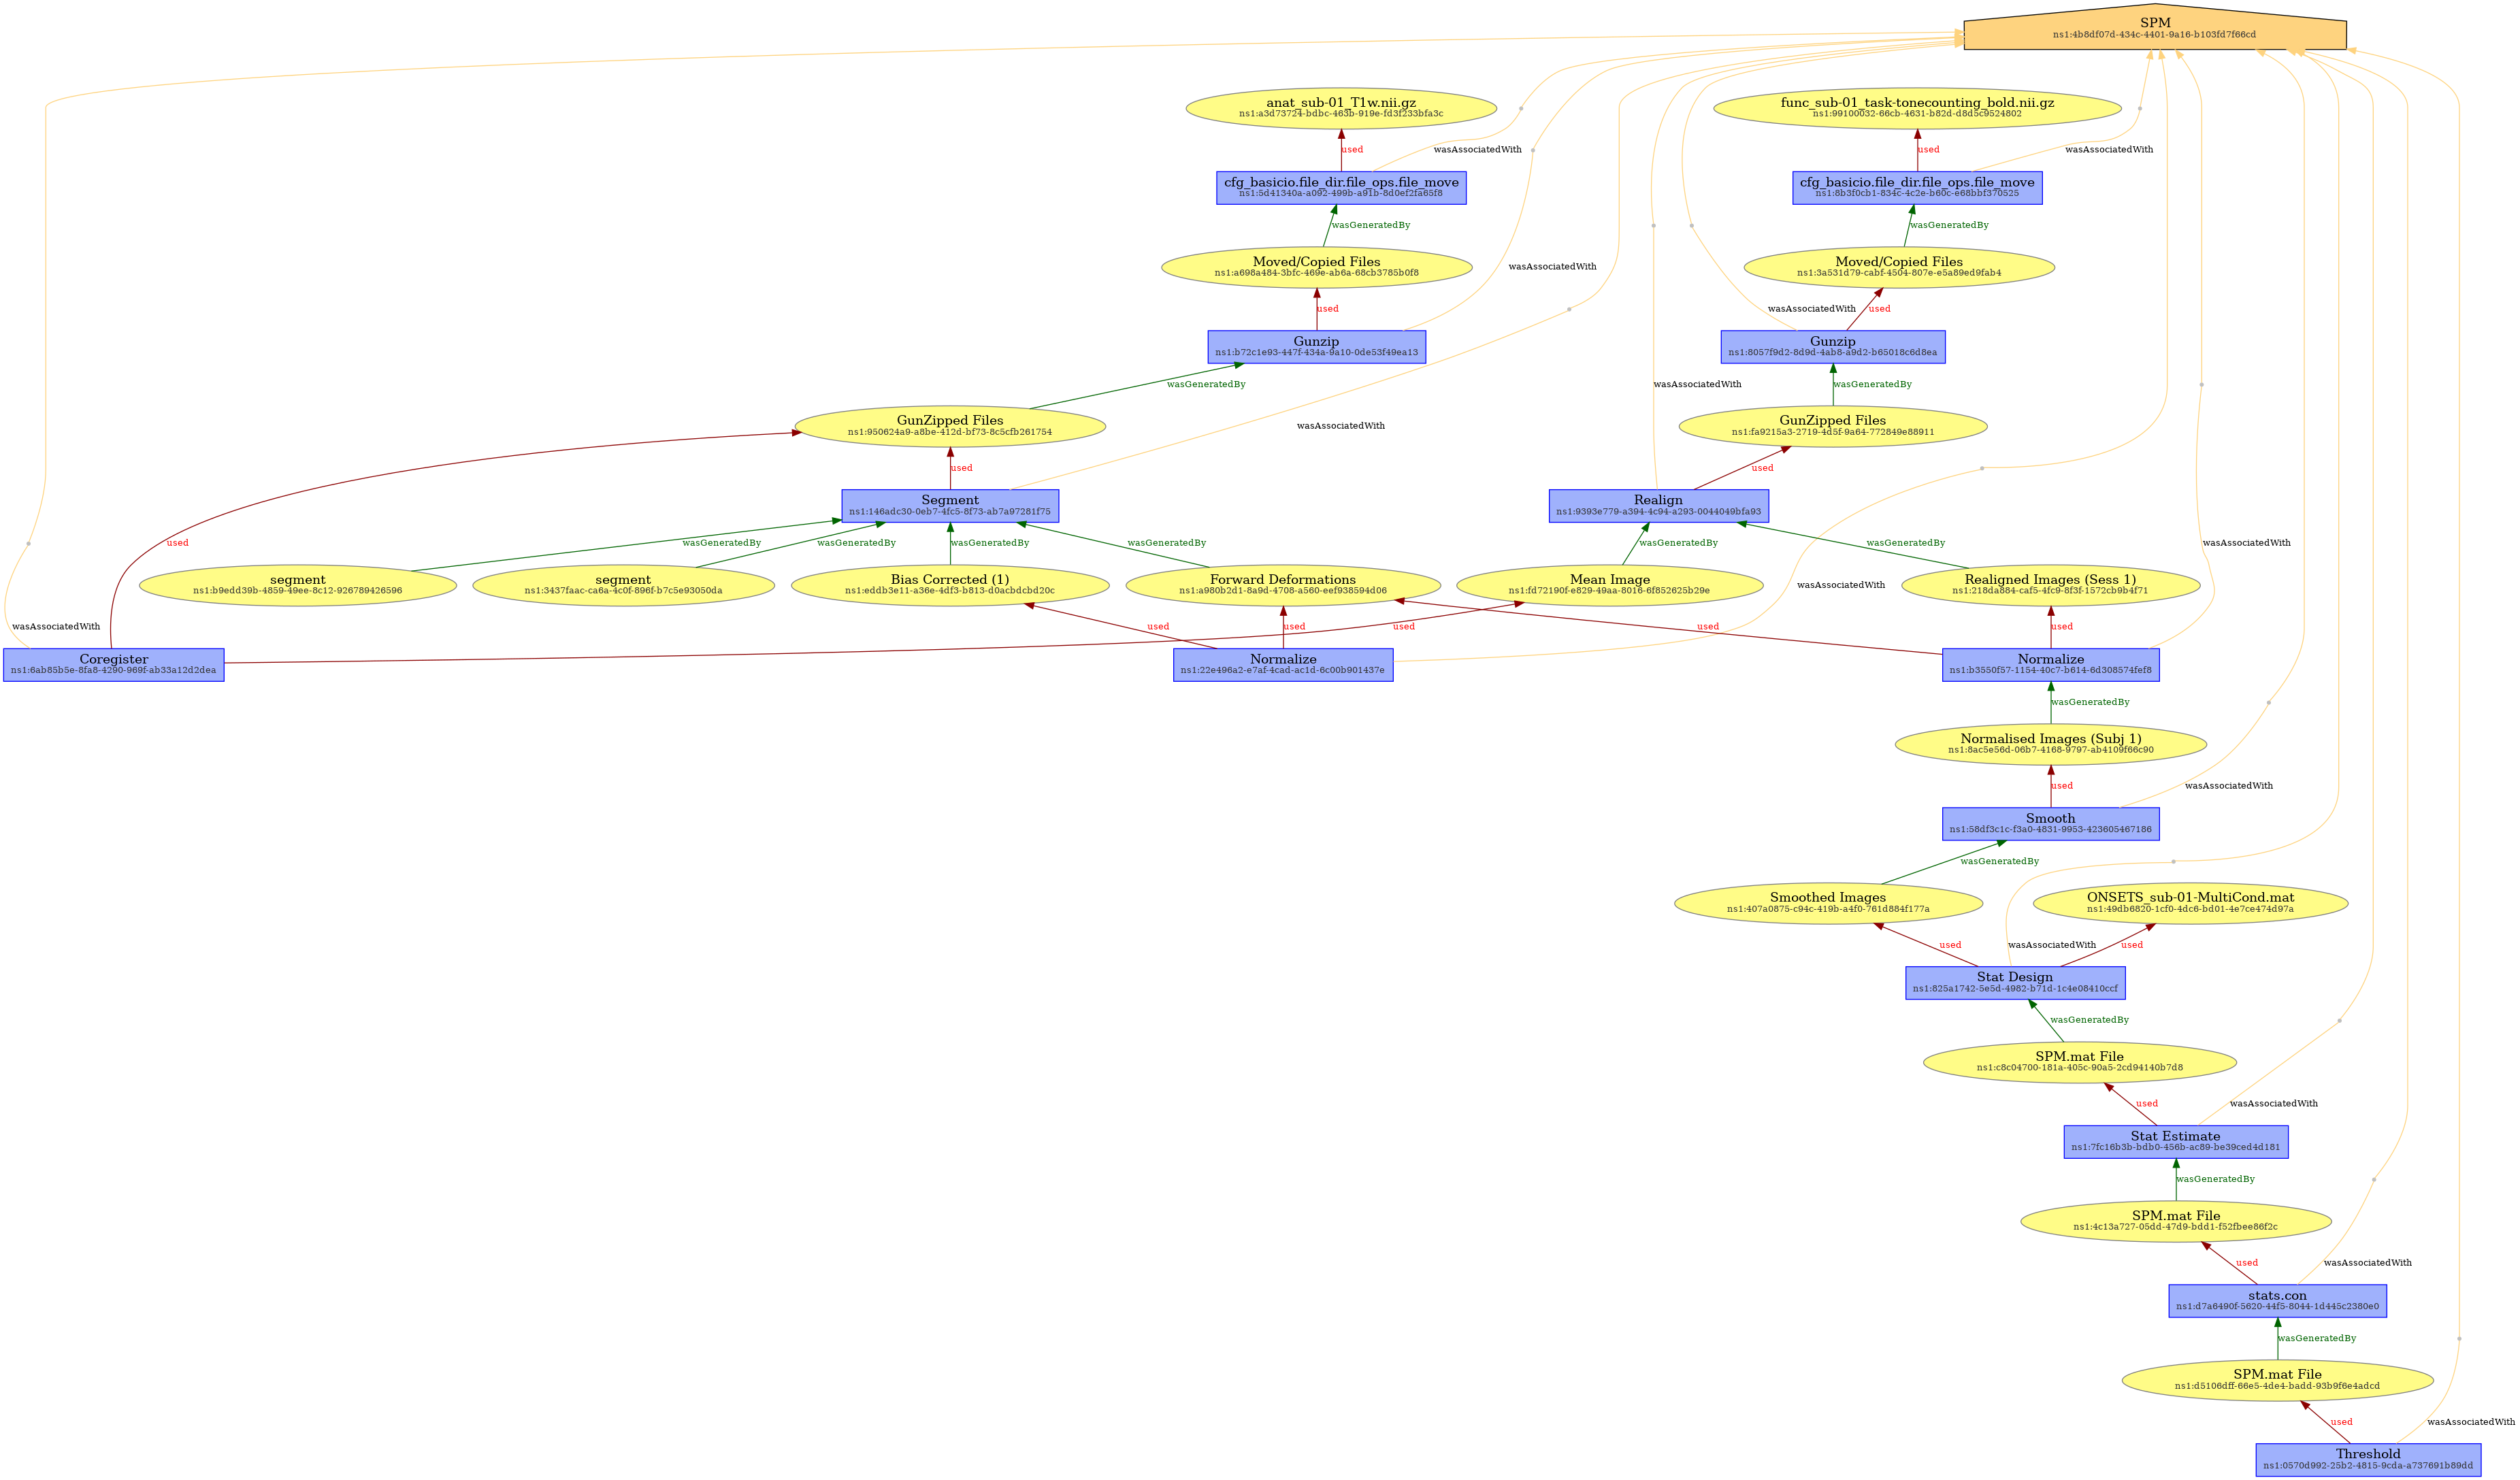 SPM
ns1:4b8df07d-434c-4401-9a16-b103fd7f66cd
anat_sub-01_T1w.nii.gz
ns1:a3d73724-bdbc-463b-919e-fd3f233bfa3c
func_sub-01_task-tonecounting_bold.nii.gz
ns1:99100032-66cb-4631-b82d-d8d5c9524802
used
wasAssociatedWith
used
wasAssociatedWith
cfg_basicio.file_dir.file_ops.file_move
ns1:5d41340a-a092-499b-a91b-8d0ef2fa65f8
cfg_basicio.file_dir.file_ops.file_move
ns1:8b3f0cb1-834c-4c2e-b60c-e68bbf370525
wasGeneratedBy
wasGeneratedBy
Moved/Copied Files
ns1:a698a484-3bfc-469e-ab6a-68cb3785b0f8
wasAssociatedWith
Moved/Copied Files
ns1:3a531d79-cabf-4504-807e-e5a89ed9fab4
used
wasAssociatedWith
used
Gunzip
ns1:b72c1e93-447f-434a-9a10-0de53f49ea13
Gunzip
ns1:8057f9d2-8d9d-4ab8-a9d2-b65018c6d8ea
wasGeneratedBy
wasAssociatedWith
wasGeneratedBy
GunZipped Files
ns1:950624a9-a8be-412d-bf73-8c5cfb261754
wasAssociatedWith
GunZipped Files
ns1:fa9215a3-2719-4d5f-9a64-772849e88911
used
used
Segment
ns1:146adc30-0eb7-4fc5-8f73-ab7a97281f75
Realign
ns1:9393e779-a394-4c94-a293-0044049bfa93
used
wasGeneratedBy
wasGeneratedBy
wasGeneratedBy
wasGeneratedBy
wasGeneratedBy
wasGeneratedBy
wasAssociatedWith
segment
ns1:b9edd39b-4859-49ee-8c12-926789426596
segment
ns1:3437faac-ca6a-4c0f-896f-b7c5e93050da
Bias Corrected (1)
ns1:eddb3e11-a36e-4df3-b813-d0acbdcbd20c
Forward Deformations
ns1:a980b2d1-8a9d-4708-a560-eef938594d06
Mean Image
ns1:fd72190f-e829-49aa-8016-6f852625b29e
wasAssociatedWith
Realigned Images (Sess 1)
ns1:218da884-caf5-4fc9-8f3f-1572cb9b4f71
wasAssociatedWith
used
used
used
used
used
Coregister
ns1:6ab85b5e-8fa8-4290-969f-ab33a12d2dea
Normalize
ns1:22e496a2-e7af-4cad-ac1d-6c00b901437e
Normalize
ns1:b3550f57-1154-40c7-b614-6d308574fef8
wasGeneratedBy
Normalised Images (Subj 1)
ns1:8ac5e56d-06b7-4168-9797-ab4109f66c90
used
wasAssociatedWith
Smooth
ns1:58df3c1c-f3a0-4831-9953-423605467186
wasGeneratedBy
Smoothed Images
ns1:407a0875-c94c-419b-a4f0-761d884f177a
ONSETS_sub-01-MultiCond.mat
ns1:49db6820-1cf0-4dc6-bd01-4e7ce474d97a
used
wasAssociatedWith
used
Stat Design
ns1:825a1742-5e5d-4982-b71d-1c4e08410ccf
wasGeneratedBy
SPM.mat File
ns1:c8c04700-181a-405c-90a5-2cd94140b7d8
used
wasAssociatedWith
Stat Estimate
ns1:7fc16b3b-bdb0-456b-ac89-be39ced4d181
wasGeneratedBy
SPM.mat File
ns1:4c13a727-05dd-47d9-bdd1-f52fbee86f2c
used
wasAssociatedWith
stats.con
ns1:d7a6490f-5620-44f5-8044-1d445c2380e0
wasGeneratedBy
SPM.mat File
ns1:d5106dff-66e5-4de4-badd-93b9f6e4adcd
used
wasAssociatedWith
Threshold
ns1:0570d992-25b2-4815-9cda-a737691b89dd